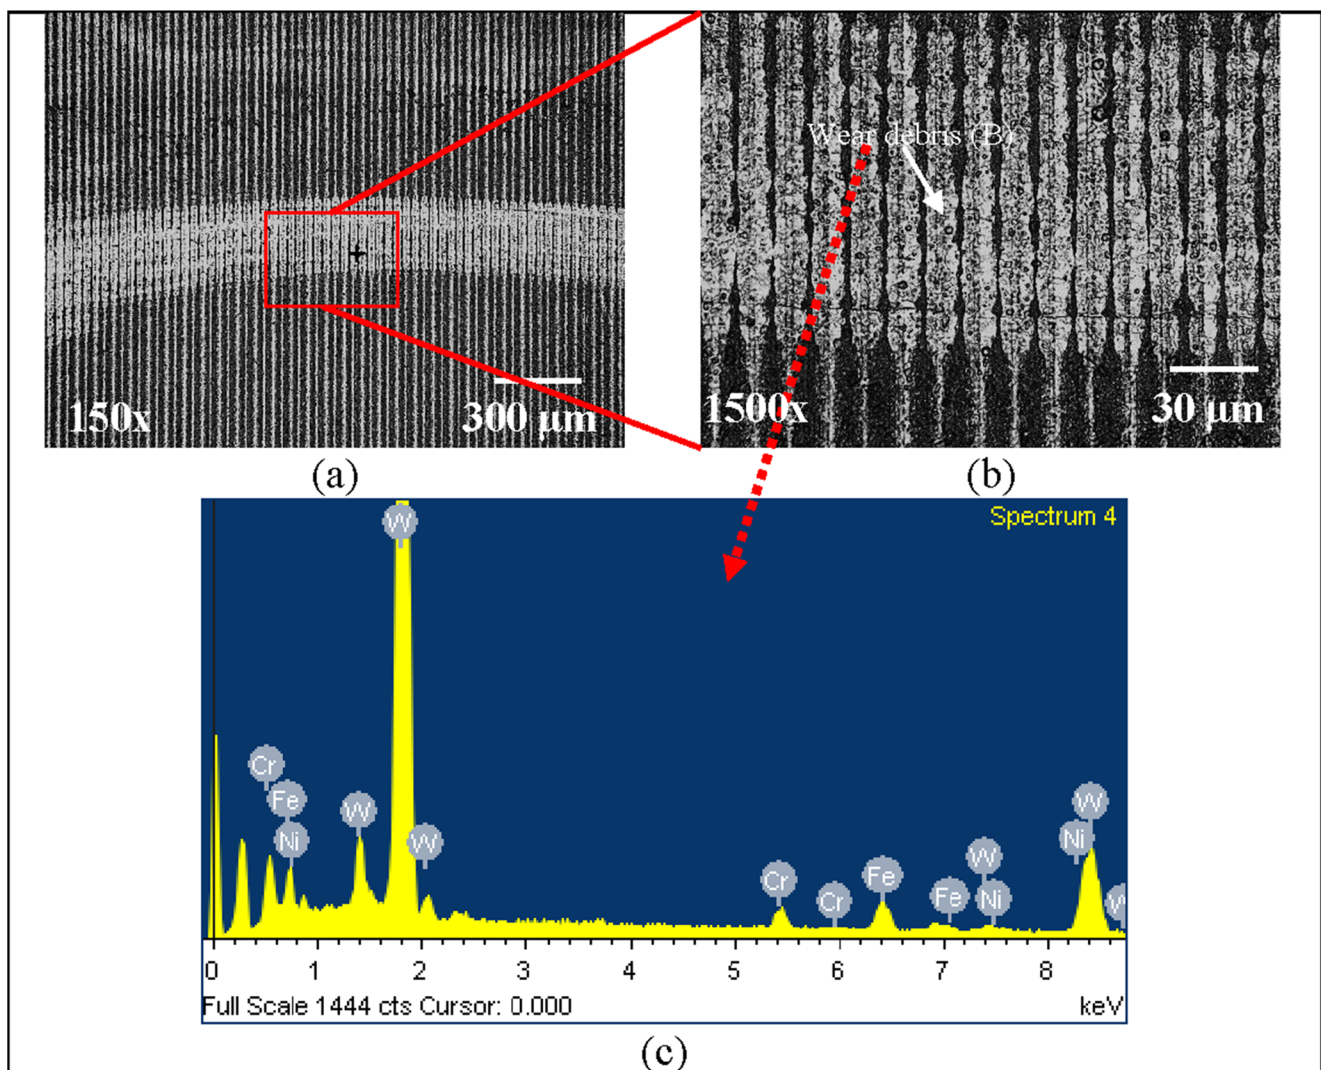 Wear debris (B)
150x
300 μm
1500x
30 μm
(a)
(b)
Spectrum 4
W
Cr
Fe
Ni
W
W
Cr
Cr
Fe
Fe
W
Ni
Ni
W
W
0 1 2 3 4 5 6 7 8
Full Scale 1444 cts Cursor: 0.000 keV
(c)